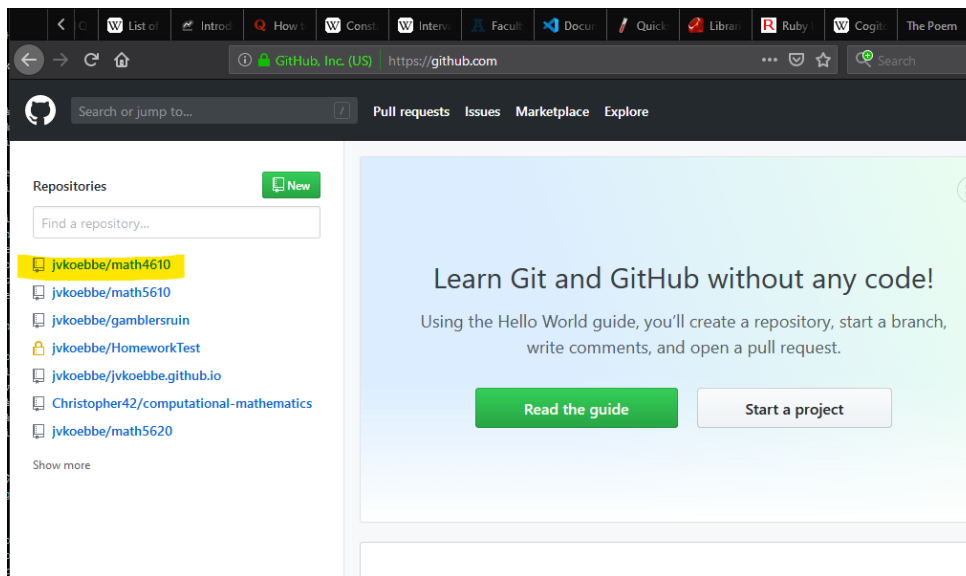 List of
Introd
How t
Const
Interv
Facult
Docum
Quick
Librari
Ruby
Cogito
The Poem
GitHub, Inc. (US)
https://github.com
Search
Search or jump to...
/
Pull requests Issues Marketplace Explore
Repositories
New
Find a repository...
jvkoebbe/math4610
jvkoebbe/math5610
jvkoebbe/gamblersruin
jvkoebbe/HomeworkTest
jvkoebbe/jvkoebbe.github.io
Christopher42/computational-mathematics
jvkoebbe/math5620
Show more
Learn Git and GitHub without any code!
Using the Hello World guide, you’ll create a repository, start a branch,
write comments, and open a pull request.
Read the guide
Start a project